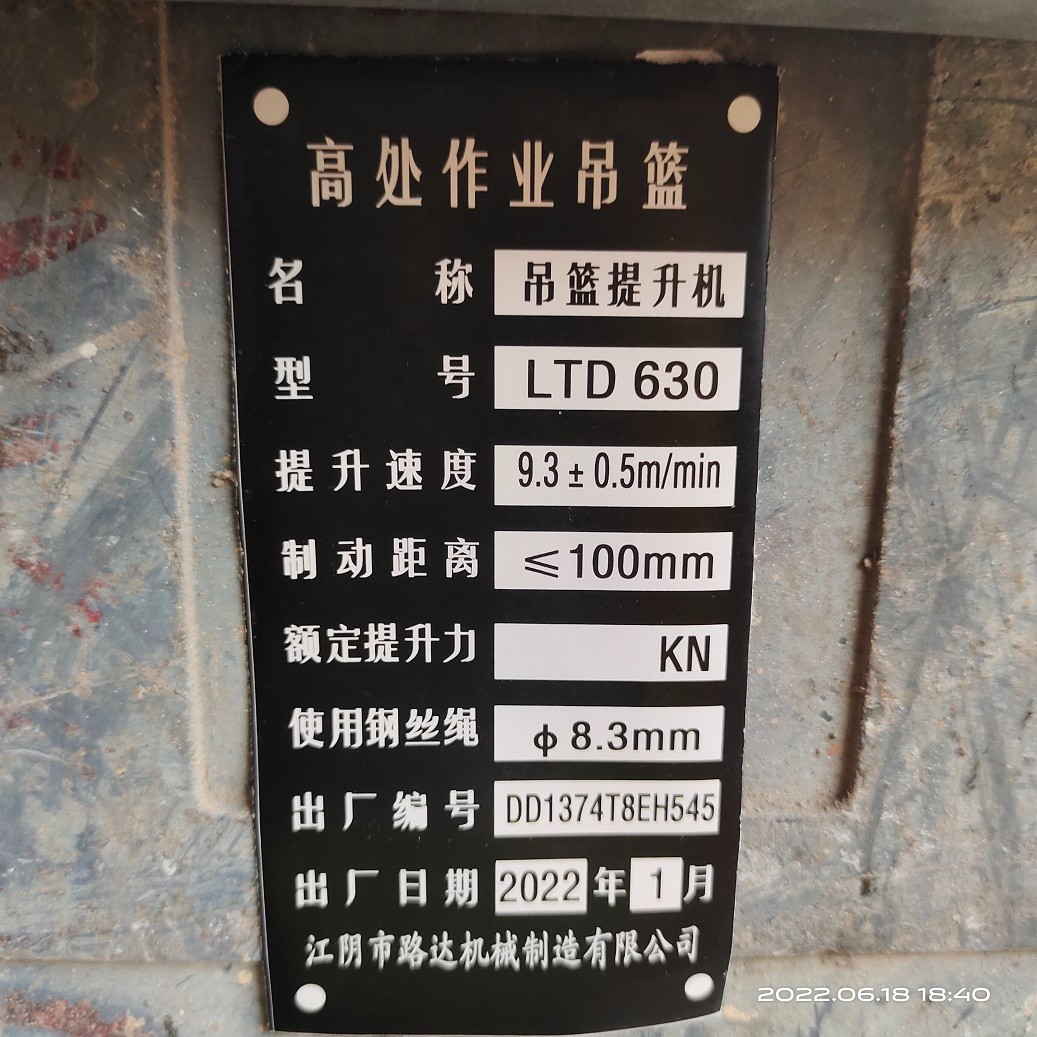 高处作业吊篮
名称 吊篮提升机
型号 LTD 630
提升速度 9.3 ± 0.5m/min
制动距离 ≤100mm
额定提升力 KN
使用钢丝绳 ф 8.3mm
出厂编号 DD1374T8EH545
出厂日期 2022 年 1 月
江阴市路达机械制造有限公司
2022.06.18 18:40